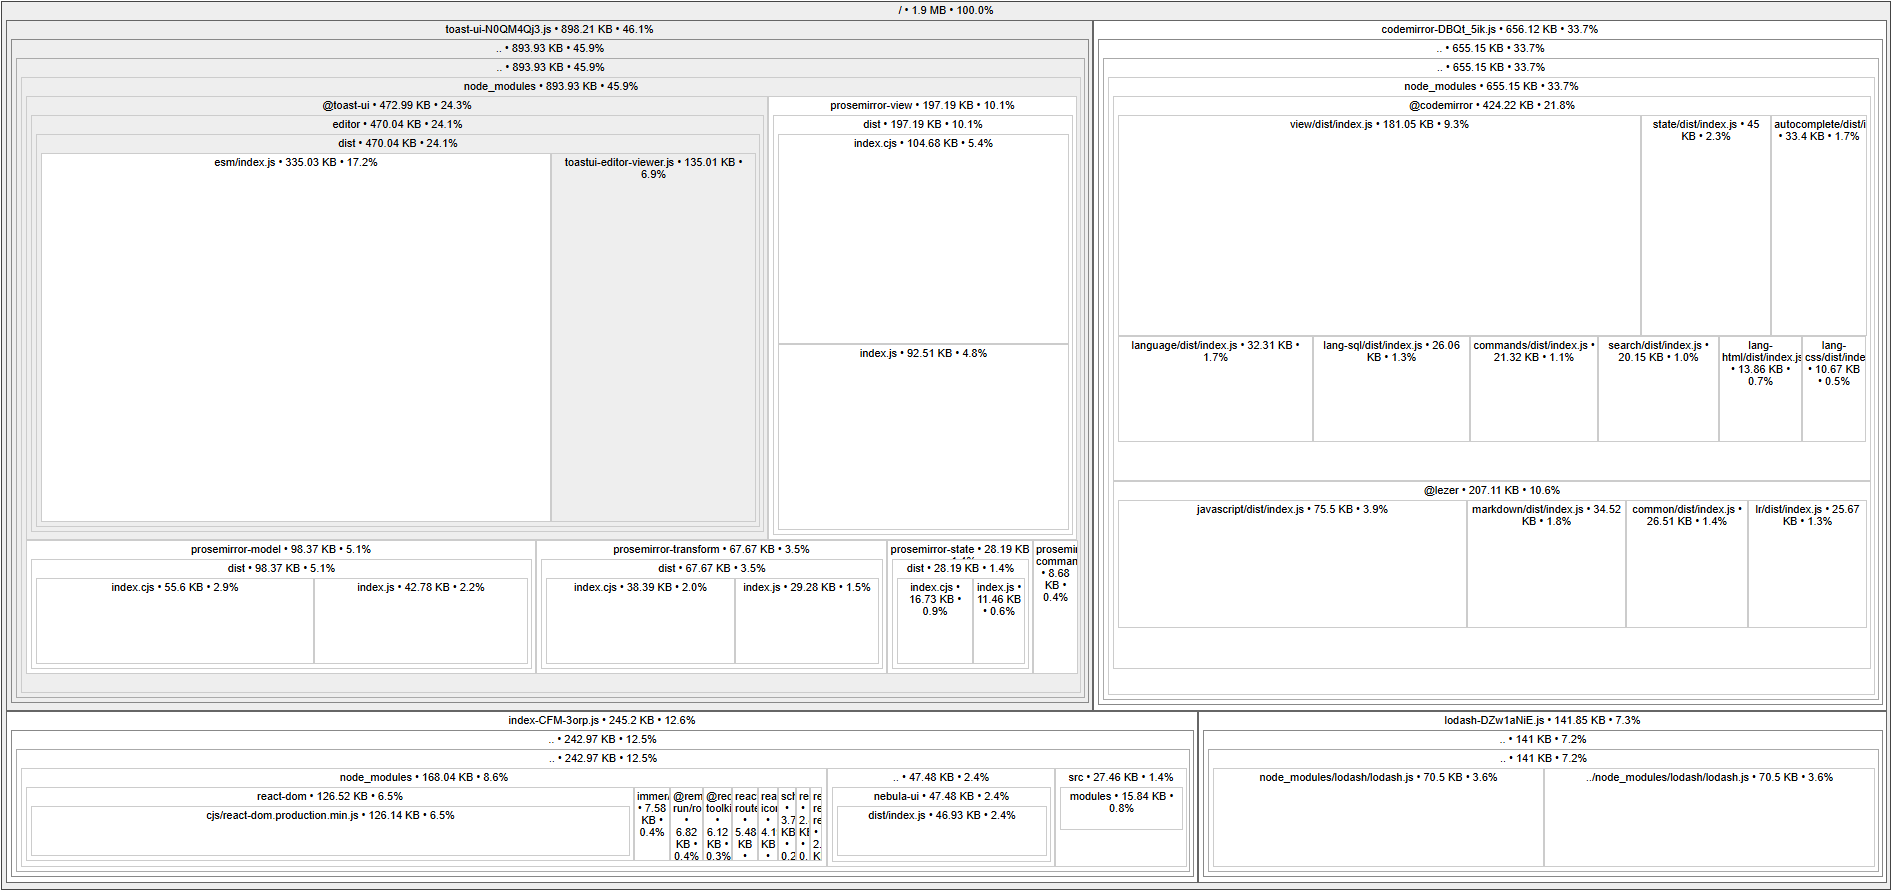 / • 1.9 MB • 100.0%
toast-ui-N0QM4Qj3.js • 898.21 KB • 46.1%
.. • 893.93 KB • 45.9%
.. • 893.93 KB • 45.9%
node_modules • 893.93 KB • 45.9%
@toast-ui • 472.99 KB • 24.3%
editor • 470.04 KB • 24.1%
dist • 470.04 KB • 24.1%
esm/index.js • 335.03 KB • 17.2%
toastui-editor-viewer.js • 135.01 KB •
6.9%
prosemirror-view • 197.19 KB • 10.1%
dist • 197.19 KB • 10.1%
index.cjs • 104.68 KB • 5.4%
index.js • 92.51 KB • 4.8%
prosemirror-model • 98.37 KB • 5.1%
dist • 98.37 KB • 5.1%
index.cjs • 55.6 KB • 2.9%
index.js • 42.78 KB • 2.2%
prosemirror-transform • 67.67 KB • 3.5%
dist • 67.67 KB • 3.5%
index.cjs • 38.39 KB • 2.0%
index.js • 29.28 KB • 1.5%
prosemirror-state • 28.19 KB
dist • 28.19 KB • 1.4%
index.cjs •
16.73 KB •
0.9%
index.js •
11.46 KB
• 0.6%
prosemir
comman
• 8.68
KB •
0.4%
codemirror-DBQt_5ik.js • 656.12 KB • 33.7%
.. • 655.15 KB • 33.7%
.. • 655.15 KB • 33.7%
node_modules • 655.15 KB • 33.7%
@codemirror • 424.22 KB • 21.8%
view/dist/index.js • 181.05 KB • 9.3%
state/dist/index.js • 45
KB • 2.3%
autocomplete/dist/i
• 33.4 KB • 1.7%
language/dist/index.js • 32.31 KB •
1.7%
lang-sql/dist/index.js • 26.06
KB • 1.3%
commands/dist/index.js •
21.32 KB • 1.1%
search/dist/index.js •
20.15 KB • 1.0%
lang-
html/dist/index.js
• 13.86 KB •
0.7%
lang-
css/dist/inde
• 10.67 KB
• 0.5%
@lezer • 207.11 KB • 10.6%
javascript/dist/index.js • 75.5 KB • 3.9%
markdown/dist/index.js • 34.52
KB • 1.8%
common/dist/index.js •
26.51 KB • 1.4%
lr/dist/index.js • 25.67
KB • 1.3%
index-CFM-3orp.js • 245.2 KB • 12.6%
.. • 242.97 KB • 12.5%
.. • 242.97 KB • 12.5%
node_modules • 168.04 KB • 8.6%
react-dom • 126.52 KB • 6.5%
cjs/react-dom.production.min.js • 126.14 KB • 6.5%
immer/
• 7.58
KB •
0.4%
@rem
run/ro
•
6.82
KB •
0.4%
@rec
toolki
•
6.12
KB •
0.3%
reac
route
•
5.48
KB
•
rea
icor
•
4.1
KB
•
sch
•
3.7
KB
•
0.2
re
•
2.
KB
•
0.
re
re
•
2.
K
.. • 47.48 KB • 2.4%
nebula-ui • 47.48 KB • 2.4%
dist/index.js • 46.93 KB • 2.4%
src • 27.46 KB • 1.4%
modules • 15.84 KB •
0.8%
lodash-DZw1aNiE.js • 141.85 KB • 7.3%
.. • 141 KB • 7.2%
.. • 141 KB • 7.2%
node_modules/lodash/lodash.js • 70.5 KB • 3.6%
../node_modules/lodash/lodash.js • 70.5 KB • 3.6%